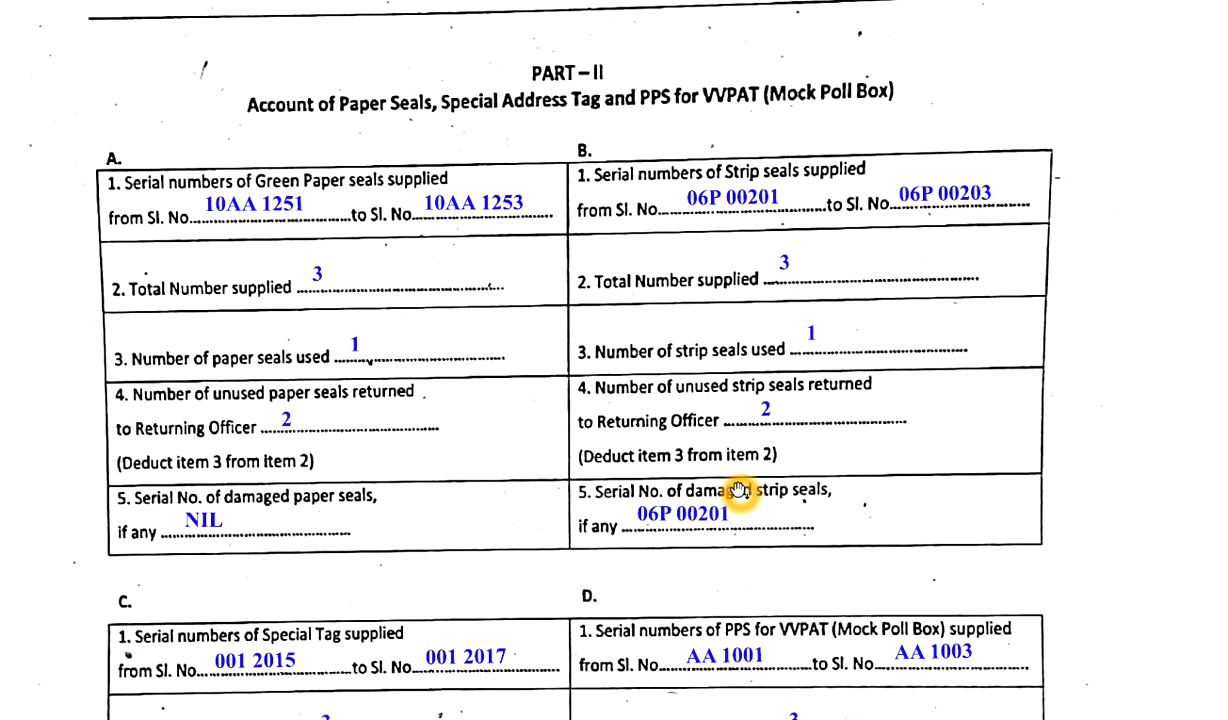 PART – II
Account of Paper Seals, Special Address Tag and PPS for VVPAT (Mock Poll Box)
A.
1. Serial numbers of Green Paper seals supplied
from Sl. No. 10AA 1251 to Sl. No. 10AA 1253
2. Total Number supplied 3
3. Number of paper seals used 1
4. Number of unused paper seals returned
to Returning Officer 2
(Deduct item 3 from item 2)
5. Serial No. of damaged paper seals,
if any NIL
B.
1. Serial numbers of Strip seals supplied
from Sl. No. 06P 00201 to Sl. No. 06P 00203
2. Total Number supplied 3
3. Number of strip seals used 1
4. Number of unused strip seals returned
to Returning Officer 2
(Deduct item 3 from item 2)
5. Serial No. of damaged strip seals,
if any 06P 00201
C.
1. Serial numbers of Special Tag supplied
from Sl. No. 001 2015 to Sl. No. 001 2017
D.
1. Serial numbers of PPS for VVPAT (Mock Poll Box) supplied
from Sl. No. AA 1001 to Sl. No. AA 1003